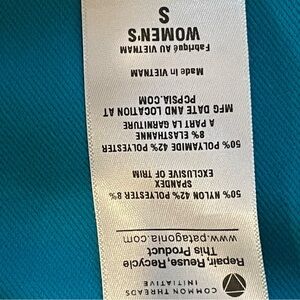 COMMON THREADS
INITIATIVE
Repair, Reuse, Recycle
This Product
www.patagonia.com
50% NYLON 42% POLYESTER 8%
SPANDEX
EXCLUSIVE OF TRIM
50% POLYAMIDE 42% POLYESTER
8% ELASTHANNE
A PART LA GARNITURE
MFG DATE AND LOCATION AT
PCPSIA.COM
Made in VIETNAM
Fabriqué AU VIETNAM
WOMEN'S
S